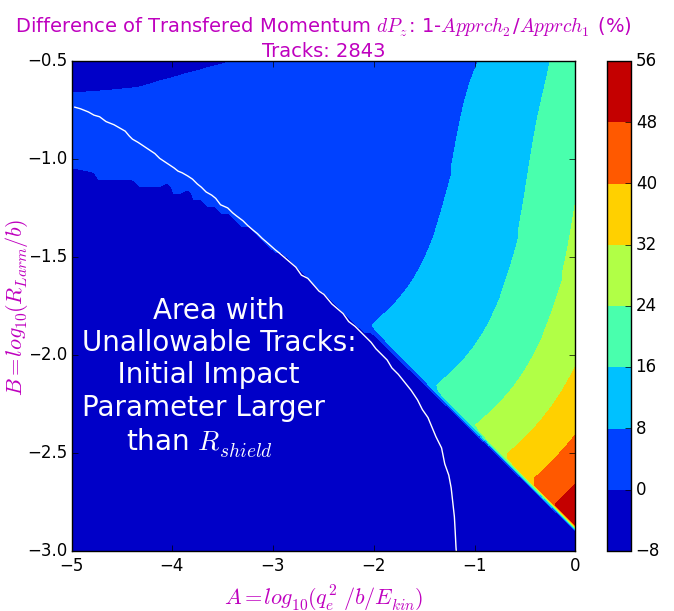 Difference of Transfered Momentum dP_z: 1-Apprch_2/Apprch_1 (%)
Tracks: 2843
−0.5
−1.0
−1.5
−2.0
−2.5
−3.0
B=log_10(R_Larm/b)
Area with
Unallowable Tracks:
Initial Impact
Parameter Larger
than R_shield
−5 −4 −3 −2 −1 0
A=log_10(q_e^2 /b/E_kin)
56
48
40
32
24
16
8
0
−8